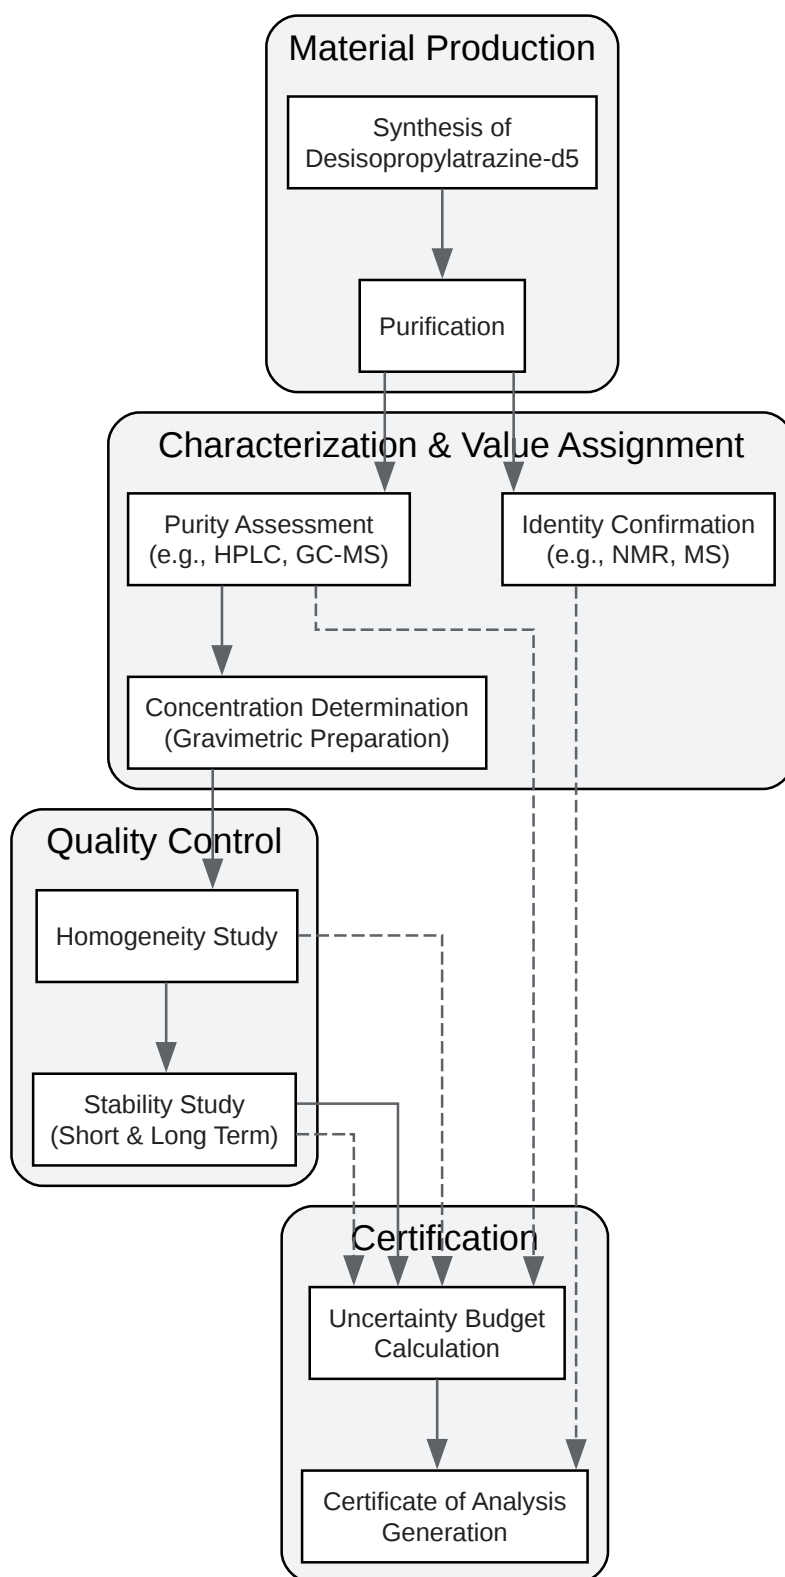 Material Production
Synthesis of
Desisopropylatrazine-d5
Purification
Characterization & Value Assignment
Purity Assessment
(e.g., HPLC, GC-MS)
Identity Confirmation
(e.g., NMR, MS)
Concentration Determination
(Gravimetric Preparation)
Quality Control
Homogeneity Study
Stability Study
(Short & Long Term)
Certification
Uncertainty Budget
Calculation
Certificate of Analysis
Generation